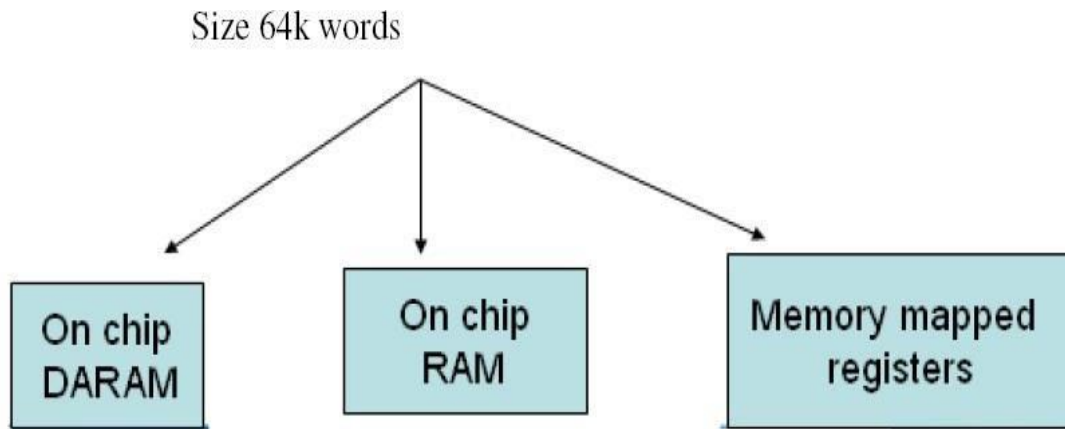 Size 64k words
On chip
DARAM
On chip
RAM
Memory mapped
registers